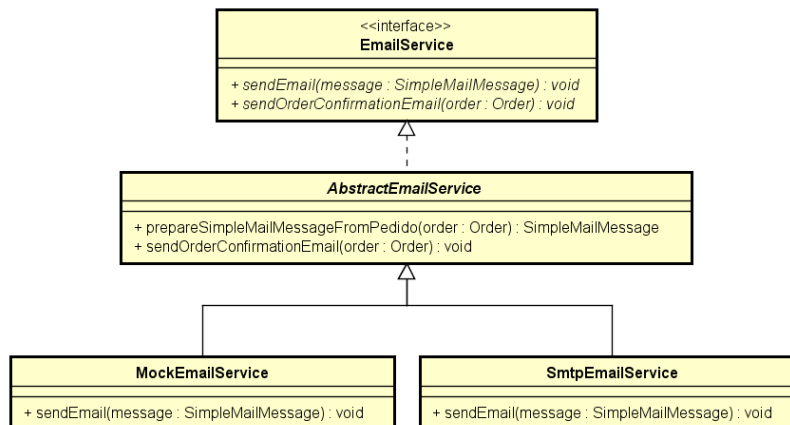 <<interface>>
EmailService
+ sendEmail(message : SimpleMailMessage) : void
+ sendOrderConfirmationEmail(order : Order) : void
AbstractEmailService
+ prepareSimpleMailMessageFromPedido(order : Order) : SimpleMailMessage
+ sendOrderConfirmationEmail(order : Order) : void
MockEmailService
+ sendEmail(message : SimpleMailMessage) : void
SmtpEmailService
+ sendEmail(message : SimpleMailMessage) : void